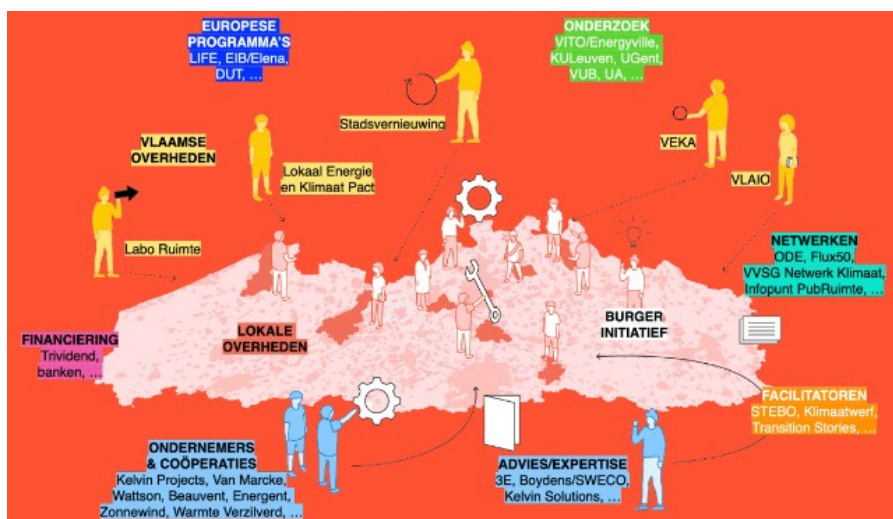 EUROPESE
PROGRAMMA'S
LIFE, EIB/Elena,
DUT, ...
ONDERZOEK
VITO/Energyville,
KULeuven, UGent,
VUB, UA, ...
Stadsvernieuwing
VLAAMSE
OVERHEDEN
Lokaal Energie
en Klimaat Pact
VEKA
VLAIO
Labo Ruimte
NETWERKEN
ODE, Flux50,
VVSG Netwerk Klimaat,
Infopunt PubRuimte, ...
FINANCIERING
Trividend,
banken, ...
LOKALE
OVERHEDEN
BURGER
INITIATIEF
FACILITATOREN
STEBO, Klimaatwerf,
Transition Stories, ...
ONDERNEMERS
& COÖPERATIES
Kelvin Projects, Van Marcke,
Wattson, Beauvent, Energent,
Zonnewind, Warmte Verzilverd, ...
ADVIES/EXPERTISE
3E, Boydens/SWECO,
Kelvin Solutions, ...